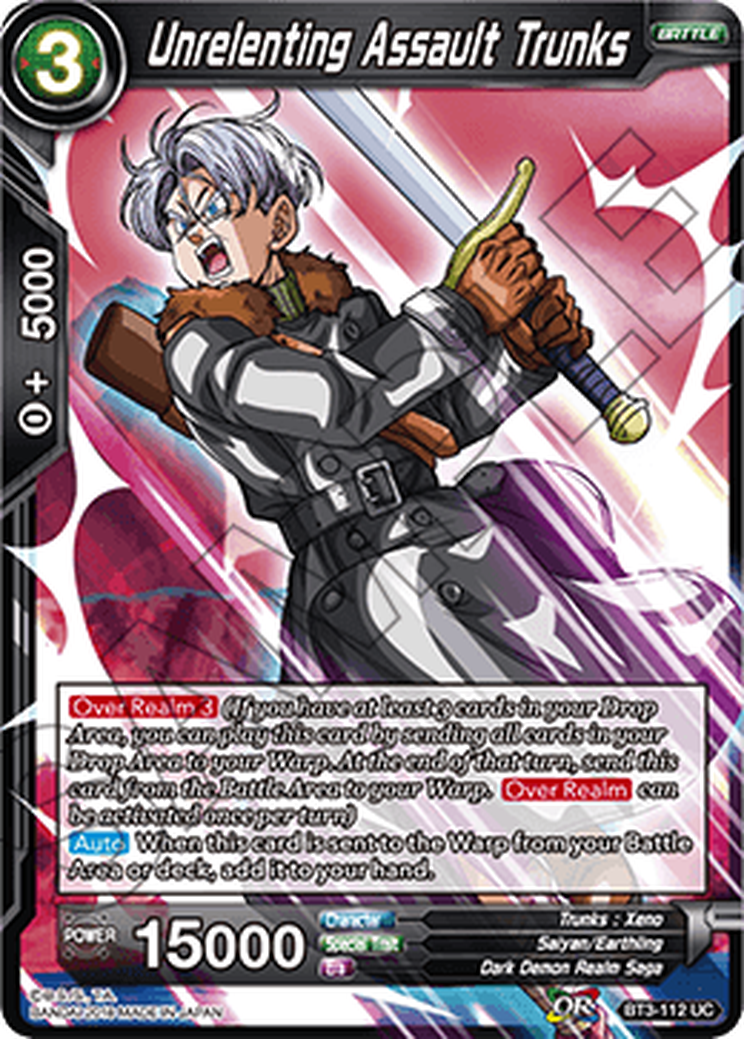 3
Unrelenting Assault Trunks
BATTLE
0+ 5000
Over Realm 3 (If you have at least 3 cards in your Drop
Area, you can play this card by sending all cards in your
Drop Area to your Warp. At the end of that turn, send this
card from the Battle Area to your Warp. Over Realm can
be activated once per turn)
Auto When this card is sent to the Warp from your Battle
Area or deck, add it to your hand.
POWER 15000
Character Trunks : Xeno
Special Trait Saiyan/Earthling
Era Dark Demon Realm Saga
©B.S/S., T.A.
BANDAI 2018 MADE IN JAPAN
BT3-112 UC